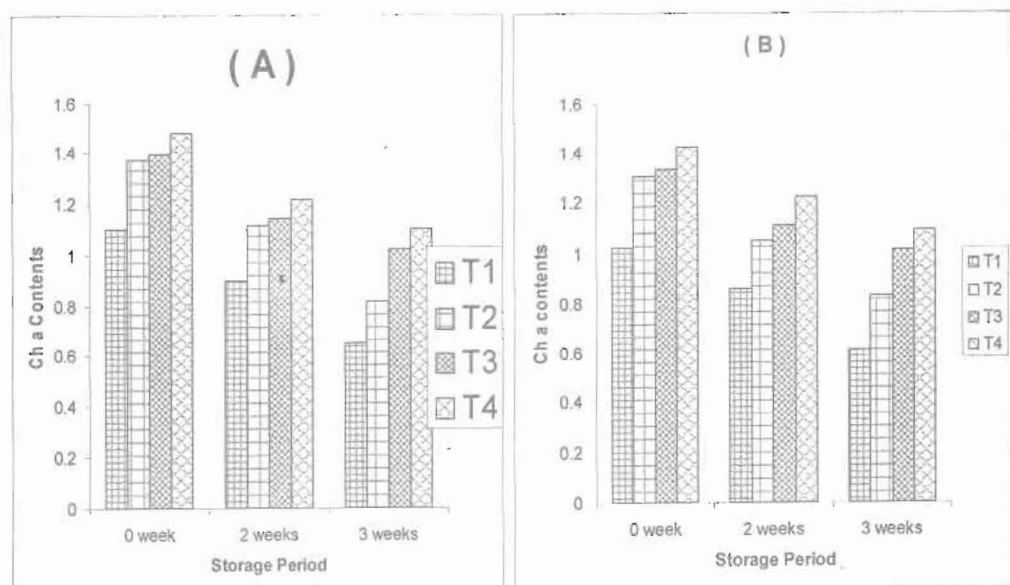 ( A )
1.6
1.4
1.2
1
0.8
0.6
0.4
0.2
0
Ch a Contents
0 week
2 weeks
3 weeks
Storage Period
T1
T2
T3
T4
( B )
1.6
1.4
1.2
1
0.8
0.6
0.4
0.2
0
Ch a contents
0 week
2 weeks
3 weeks
Storage Period
T1
T2
T3
T4